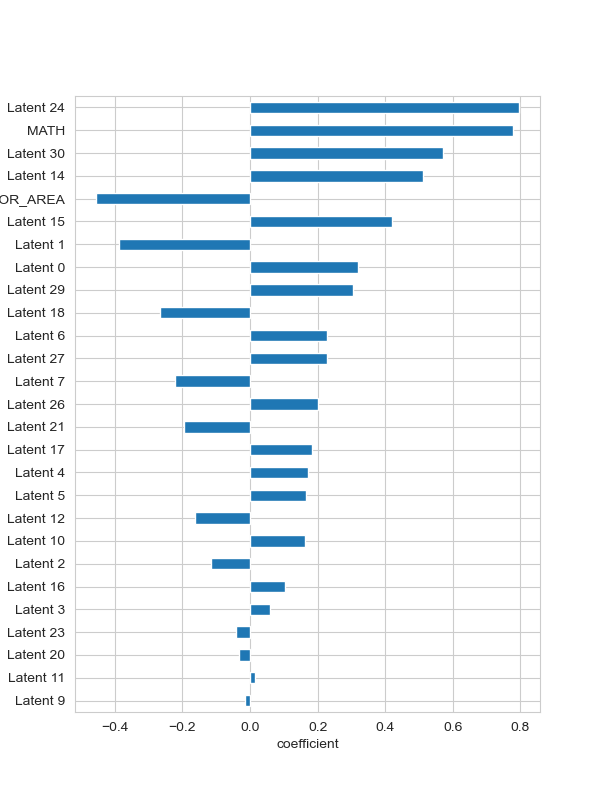 Latent 24
MATH
Latent 30
Latent 14
OR_AREA
Latent 15
Latent 1
Latent 0
Latent 29
Latent 18
Latent 6
Latent 27
Latent 7
Latent 26
Latent 21
Latent 17
Latent 4
Latent 5
Latent 12
Latent 10
Latent 2
Latent 16
Latent 3
Latent 23
Latent 20
Latent 11
Latent 9
−0.4 −0.2 0.0 0.2 0.4 0.6 0.8
coefficient